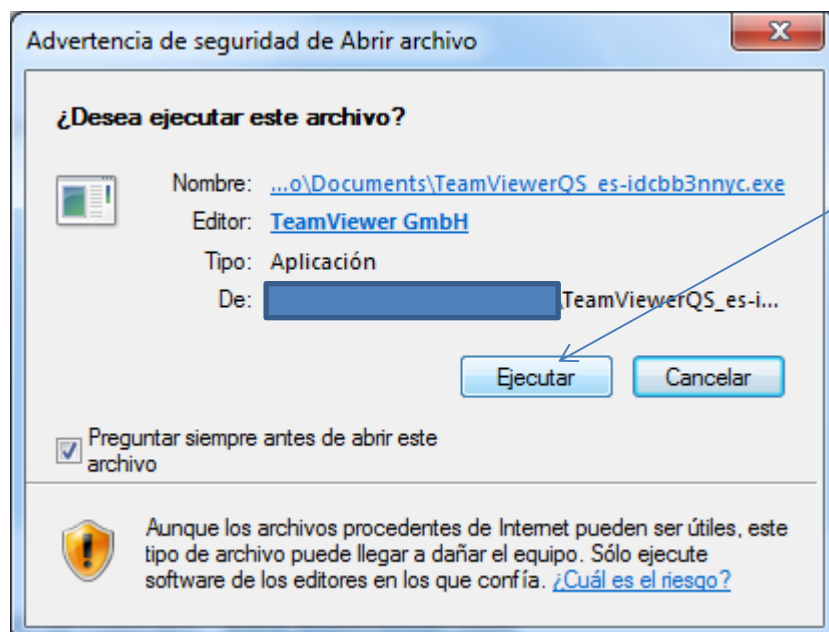 Advertencia de seguridad de Abrir archivo
¿Desea ejecutar este archivo?
Nombre: ...o\Documents\TeamViewerQS_es-idcbb3nnyc.exe
Editor: TeamViewer GmbH
Tipo: Aplicación
De: \TeamViewerQS_es-i...
Ejecutar Cancelar
Preguntar siempre antes de abrir este
archivo
Aunque los archivos procedentes de Internet pueden ser útiles, este
tipo de archivo puede llegar a dañar el equipo. Sólo ejecute
software de los editores en los que confía. ¿Cuál es el riesgo?